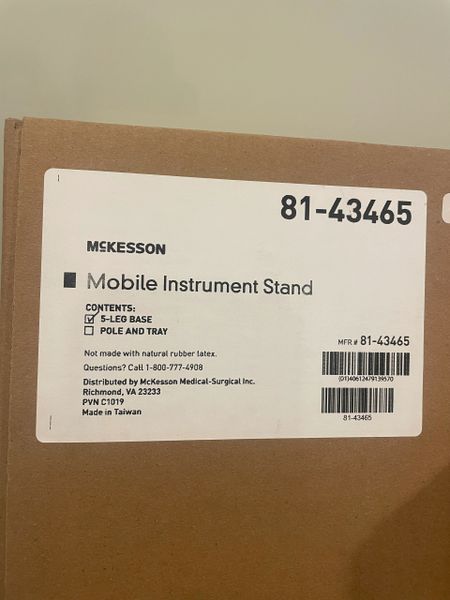 81-43465
McKESSON
Mobile Instrument Stand
CONTENTS:
☑ 5-LEG BASE
☐ POLE AND TRAY
Not made with natural rubber latex.
Questions? Call 1-800-777-4908
Distributed by McKesson Medical-Surgical Inc.
Richmond, VA 23233
PVN C1019
Made in Taiwan
MFR # 81-43465
(01)40612479139570
81-43465